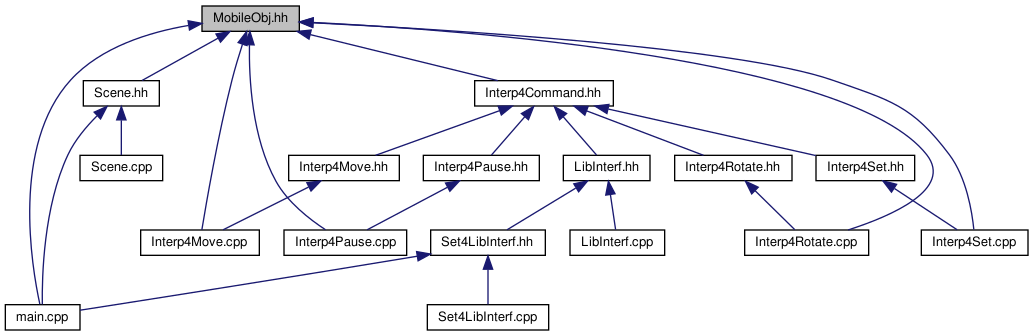 MobileObj.hh
Scene.hh
Interp4Command.hh
Scene.cpp
Interp4Move.hh
Interp4Pause.hh
LibInterf.hh
Interp4Rotate.hh
Interp4Set.hh
Interp4Move.cpp
Interp4Pause.cpp
Set4LibInterf.hh
LibInterf.cpp
Interp4Rotate.cpp
Interp4Set.cpp
main.cpp
Set4LibInterf.cpp